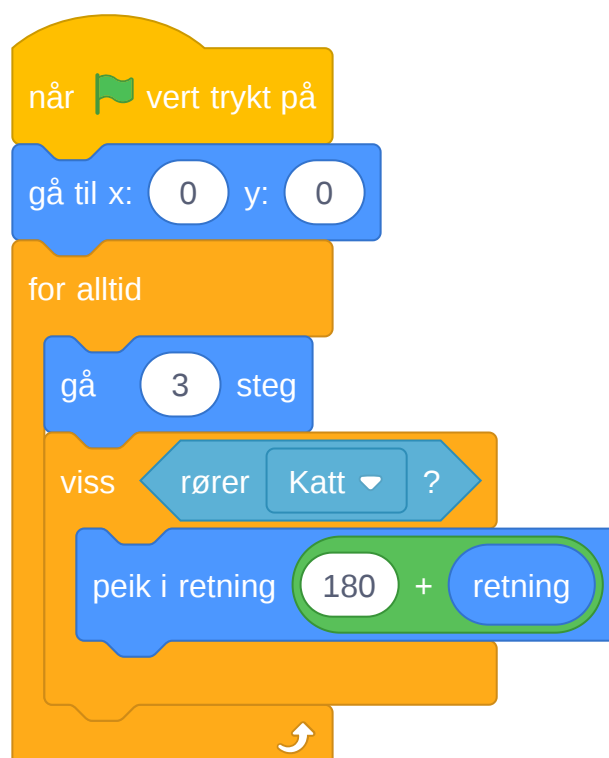 når vert trykt på
gå til x: 0 y: 0
for alltid
gå 3 steg
viss rører Katt ?
peik i retning 180 + retning